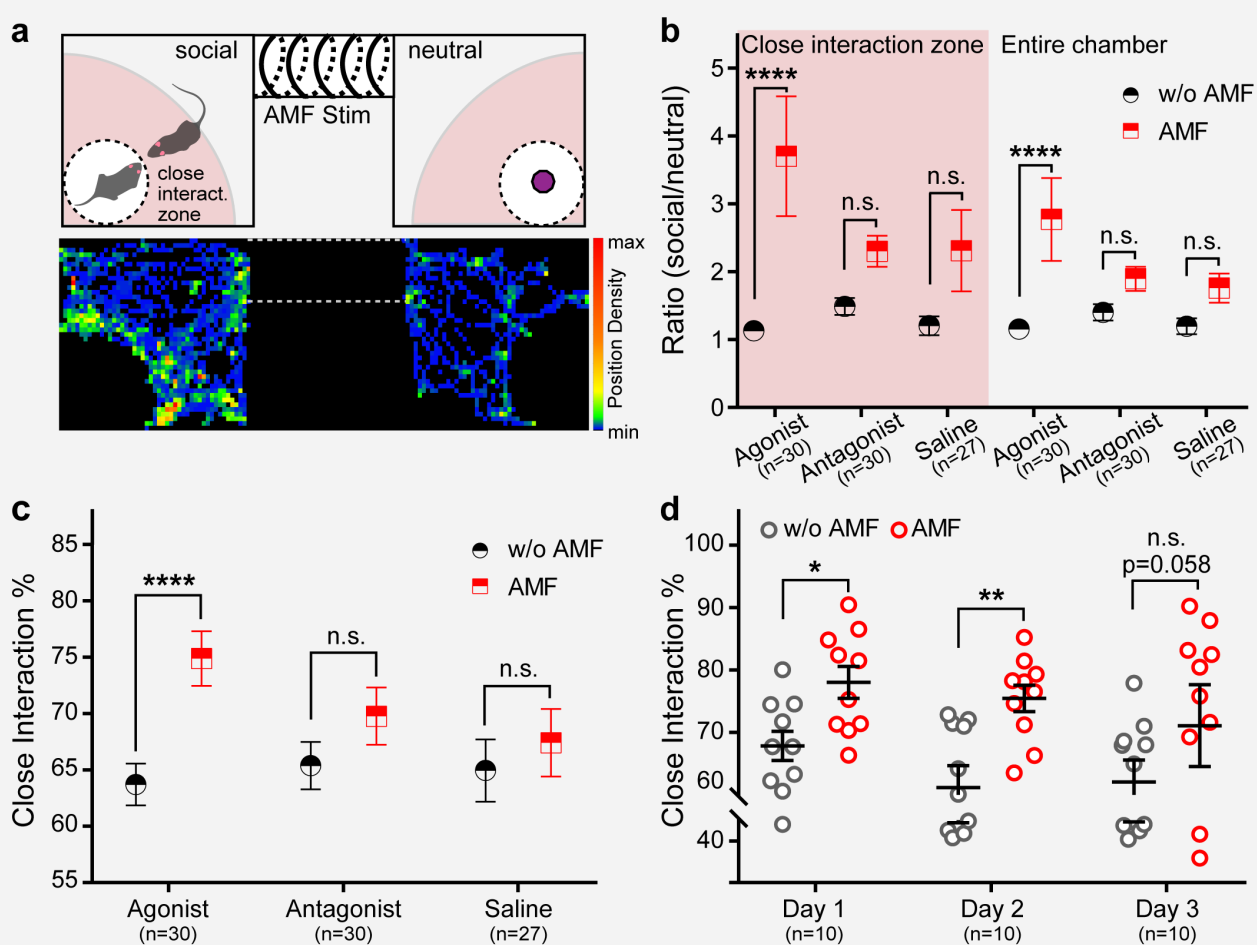 a
social
neutral
AMF Stim
close
interact.
zone
max
Position Density
min
b
Close interaction zone
Entire chamber
Ratio (social/neutral)
5
4
3
2
1
0
w/o AMF
AMF
****
n.s.
n.s.
****
n.s.
n.s.
Agonist
(n=30)
Antagonist
(n=30)
Saline
(n=27)
Agonist
(n=30)
Antagonist
(n=30)
Saline
(n=27)
c
Close Interaction %
85
80
75
70
65
60
55
w/o AMF
AMF
****
n.s.
n.s.
Agonist
(n=30)
Antagonist
(n=30)
Saline
(n=27)
d
Close Interaction %
100
90
80
70
60
40
w/o AMF
AMF
*
**
n.s.
p=0.058
Day 1
(n=10)
Day 2
(n=10)
Day 3
(n=10)